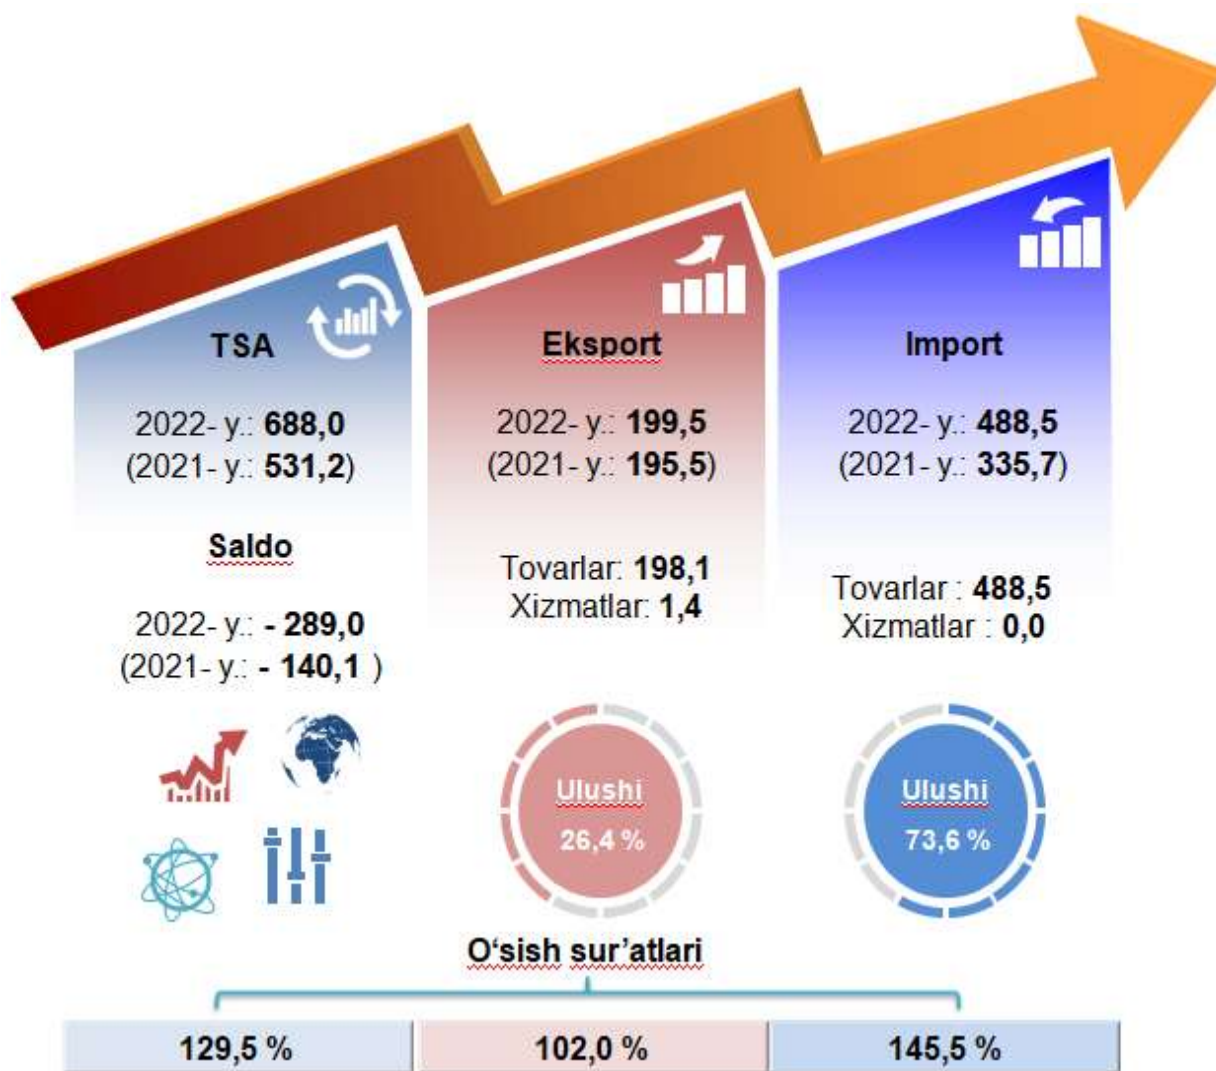 TSA
2022- y.: 688,0
(2021- y.: 531,2)
Saldo
2022- y.: - 289,0
(2021- y.: - 140,1 )
Eksport
2022- y.: 199,5
(2021- y.: 195,5)
Tovarlar: 198,1
Xizmatlar: 1,4
Import
2022- y.: 488,5
(2021- y.: 335,7)
Tovarlar : 488,5
Xizmatlar : 0,0
Ulushi
26,4 %
Ulushi
73,6 %
O‘sish sur’atlari
129,5 %
102,0 %
145,5 %